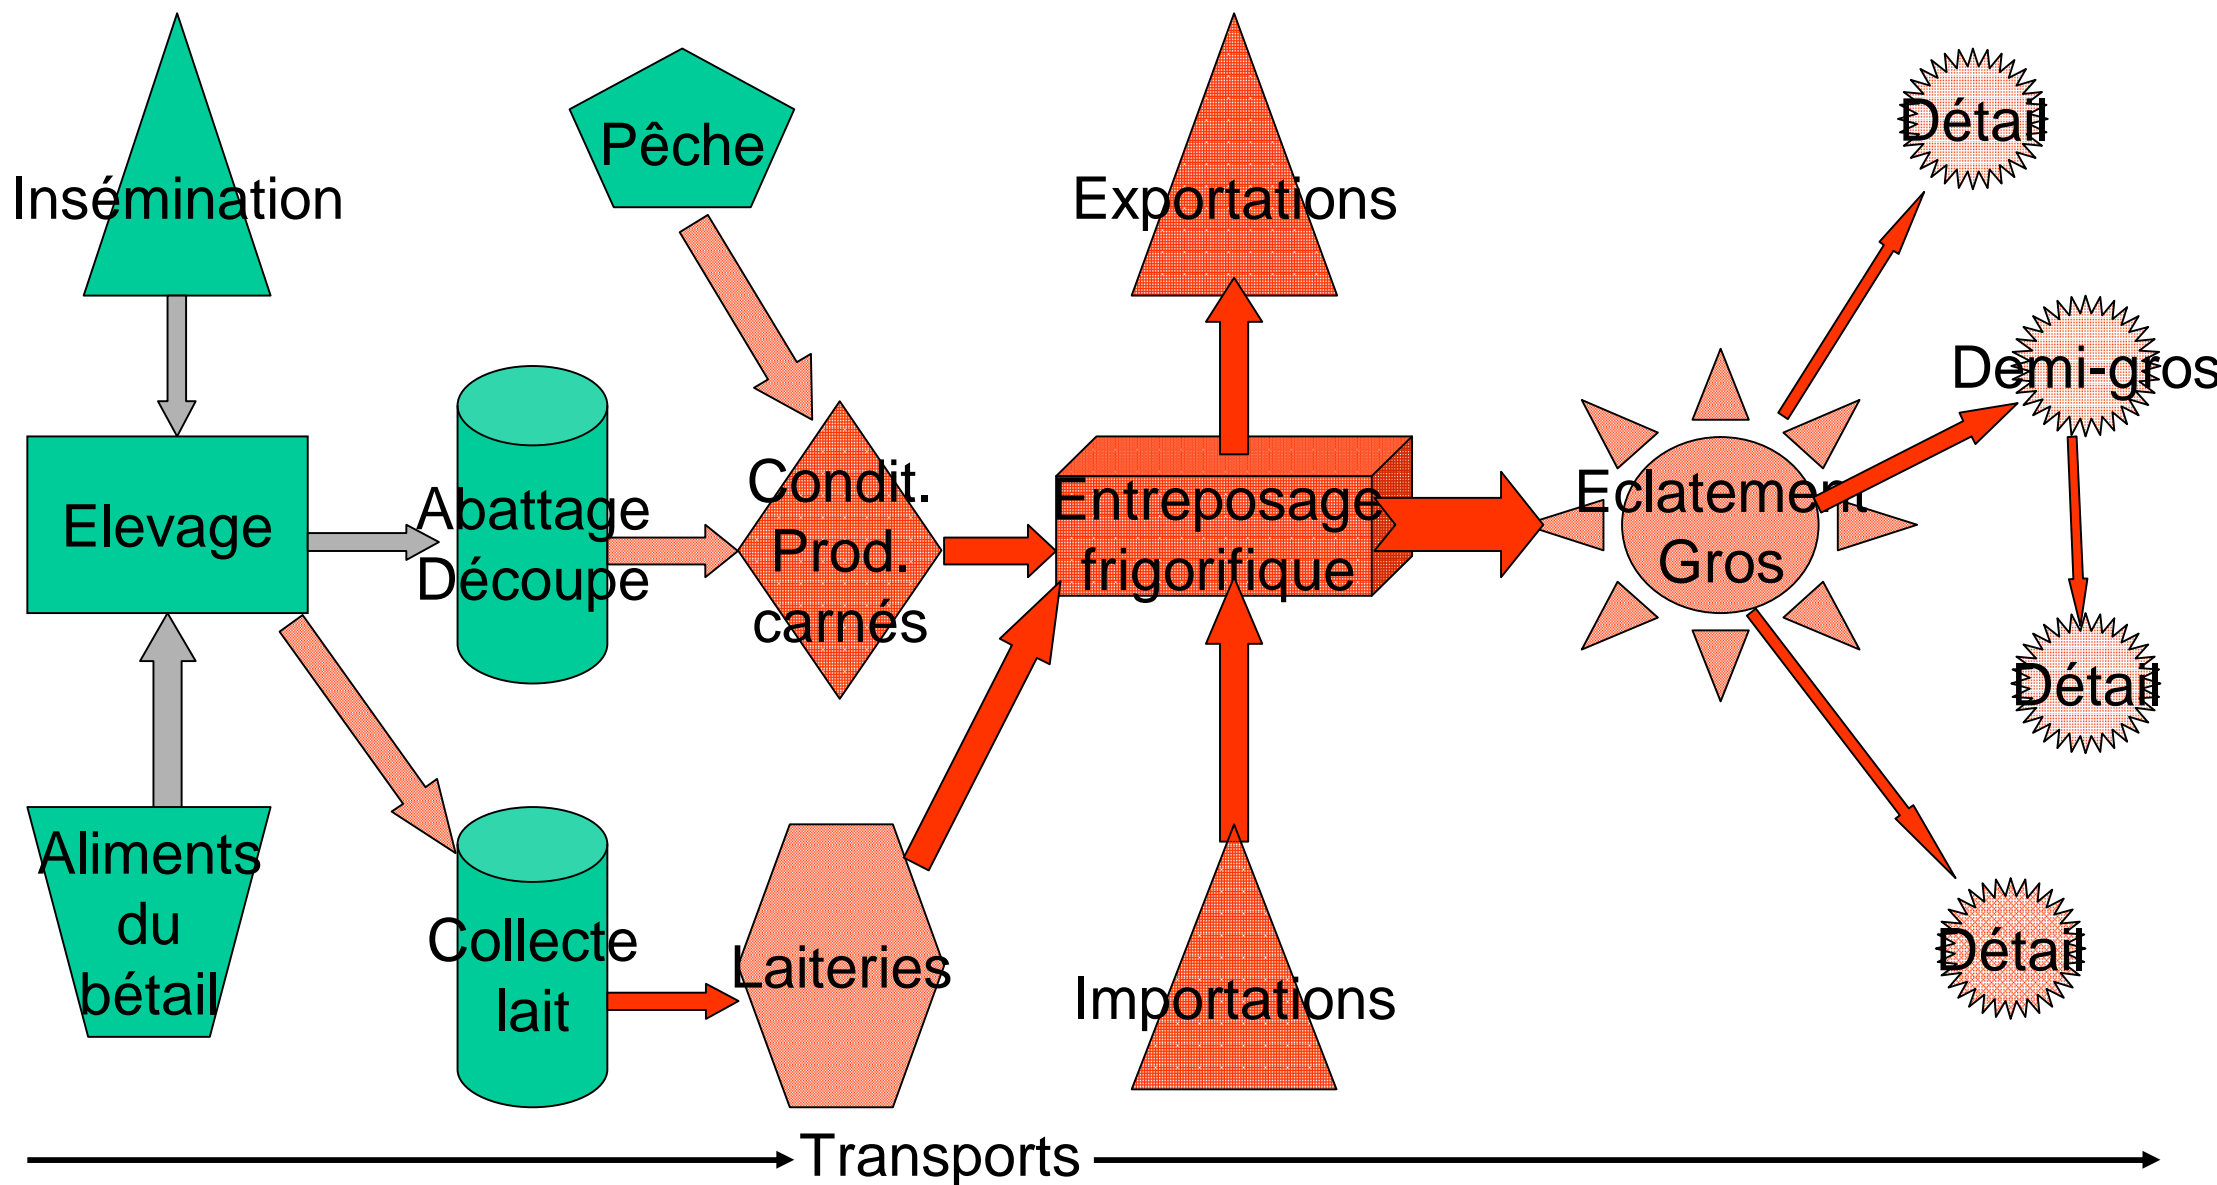 Insémination
Pêche
Exportations
Détail
Demi-gros
Elevage
Abattage
Découpe
Condit.
Prod.
carnés
Entreposage
frigorifique
Eclatement
Gros
Détail
Aliments
du
bétail
Collecte
lait
Laiteries
Importations
Détail
Transports